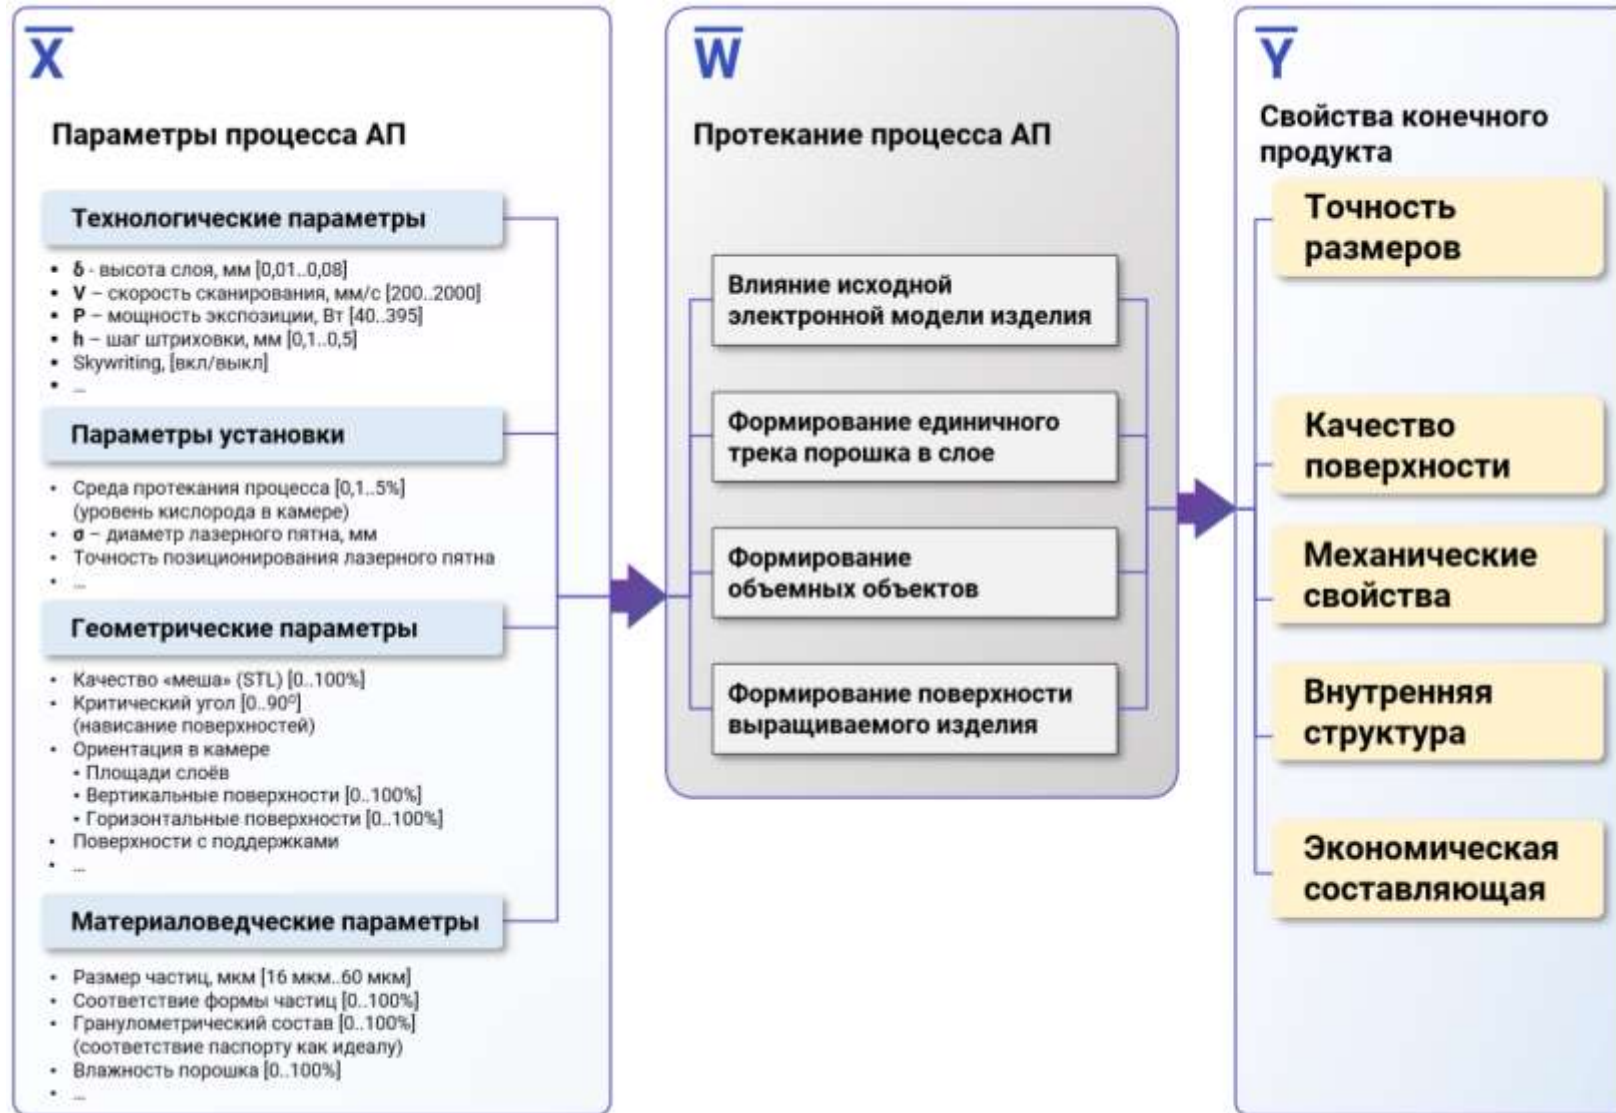 X
Параметры процесса АП
Технологические параметры
• δ - высота слоя, мм [0,01..0,08]
• V – скорость сканирования, мм/с [200..2000]
• P – мощность экспозиции, Вт [40..395]
• h – шаг штриховки, мм [0,1..0,5]
• Skywriting, [вкл/выкл]
• ...
Параметры установки
• Среда протекания процесса [0,1..5%]
(уровень кислорода в камере)
• σ – диаметр лазерного пятна, мм
• Точность позиционирования лазерного пятна
• ...
Геометрические параметры
• Качество «меша» (STL) [0..100%]
• Критический угол [0..90⁰]
(нависание поверхностей)
• Ориентация в камере
• Площади слоёв
• Вертикальные поверхности [0..100%]
• Горизонтальные поверхности [0..100%]
• Поверхности с поддержками
• ...
Материаловедческие параметры
• Размер частиц, мкм [16 мкм..60 мкм]
• Соответствие формы частиц [0..100%]
• Гранулометрический состав [0..100%]
(соответствие паспорту как идеалу)
• Влажность порошка [0..100%]
• ...
W
Протекание процесса АП
Влияние исходной
электронной модели изделия
Формирование единичного
трека порошка в слое
Формирование
объемных объектов
Формирование поверхности
выращиваемого изделия
Y
Свойства конечного
продукта
Точность
размеров
Качество
поверхности
Механические
свойства
Внутренняя
структура
Экономическая
составляющая